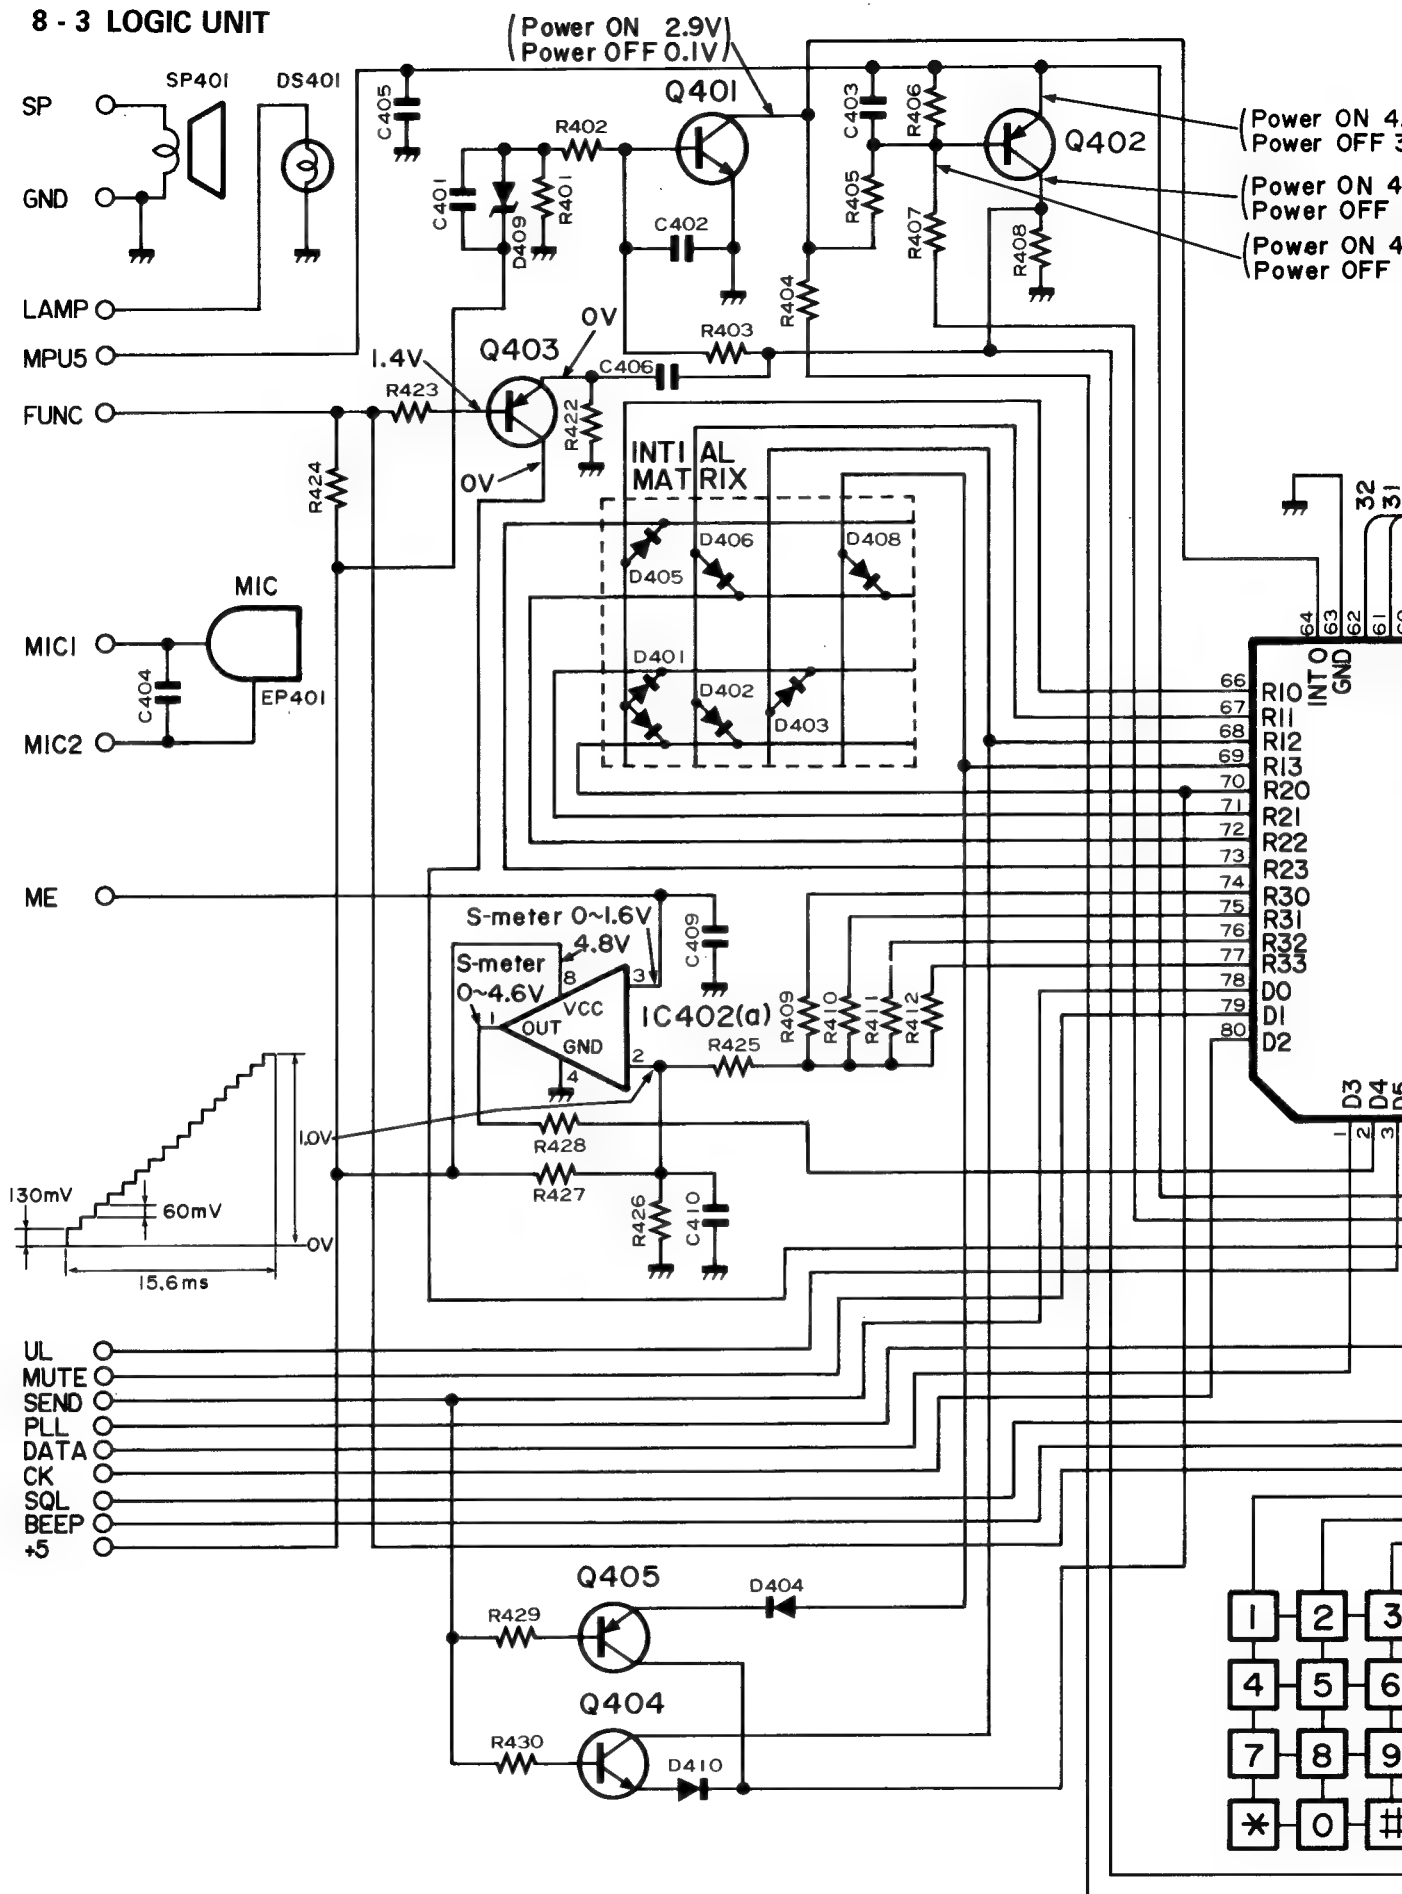 8 - 3 LOGIC UNIT
(Power ON 2.9V)
(Power OFF 0.1V)
SP401
DS401
SP
C405
Q401
C403
R406
(Power ON 4.
Power OFF 3
Q402
R402
GND
C401
R401
D409
R405
C402
R407
R408
(Power ON 4
Power OFF
(Power ON 4
Power OFF
R404
LAMP
0V
R403
MPU5
Q403
1.4V
C406
R423
FUNC
R422
INTIAL
MATRIX
R424
0V
32
31
D406
D408
D405
MIC
64
63
62
61
INT O
GND
MIC1
D401
C404
EP401
D402
D403
MIC2
66
R10
67
R11
68
R12
69
R13
70
R20
71
R21
72
R22
73
R23
74
R30
75
R31
76
R32
77
R33
78
D0
79
D1
80
D2
ME
S-meter 0~1.6V
4.8V
C409
S-meter
0~4.6V
8
3
VCC
1
OUT
IC402(a)
GND
2
4
R409
R410
R411
R412
R425
D3
D4
D5
1
2
3
1.0V
R428
R427
130mV
60mV
R426
C410
0V
15.6ms
UL
MUTE
SEND
PLL
DATA
CK
SQL
BEEP
+5
Q405
D404
R429
Q404
R430
D410
1 2 3
4 5 6
7 8 9
* 0 #